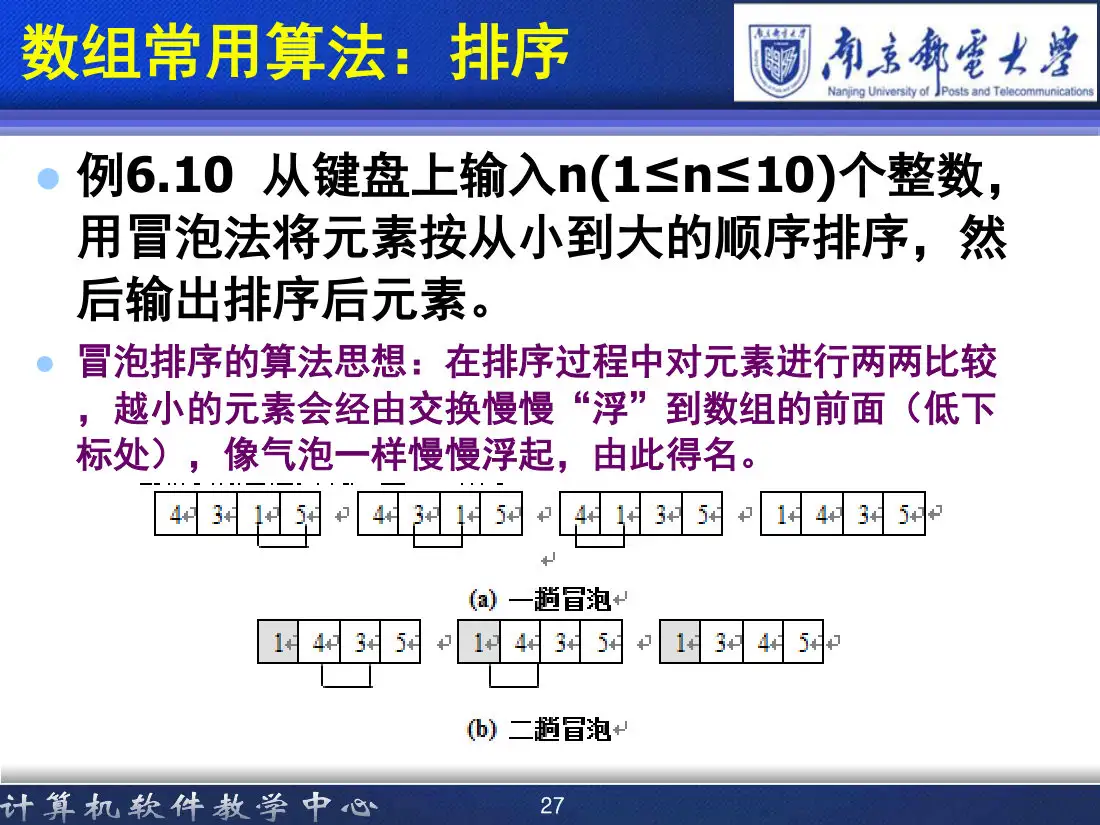 数组常用算法：排序
南京邮电大学
Nanjing University of Posts and Telecommunications
例6.10 从键盘上输入n(1≤n≤10)个整数，
用冒泡法将元素按从小到大的顺序排序，然
后输出排序后元素。
冒泡排序的算法思想：在排序过程中对元素进行两两比较
，越小的元素会经由交换慢慢“浮”到数组的前面（低下
标处），像气泡一样慢慢浮起，由此得名。
4↵ 3↵ 1↵ 5↵ ↵ 4↵ 3↵ 1↵ 5↵ ↵ 4↵ 1↵ 3↵ 5↵ ↵ 1↵ 4↵ 3↵ 5↵ ↵
↵
(a) 一趟冒泡↵
1↵ 4↵ 3↵ 5↵ ↵ 1↵ 4↵ 3↵ 5↵ ↵ 1↵ 3↵ 4↵ 5↵ ↵
(b) 二趟冒泡↵
计算机软件教学中心
27